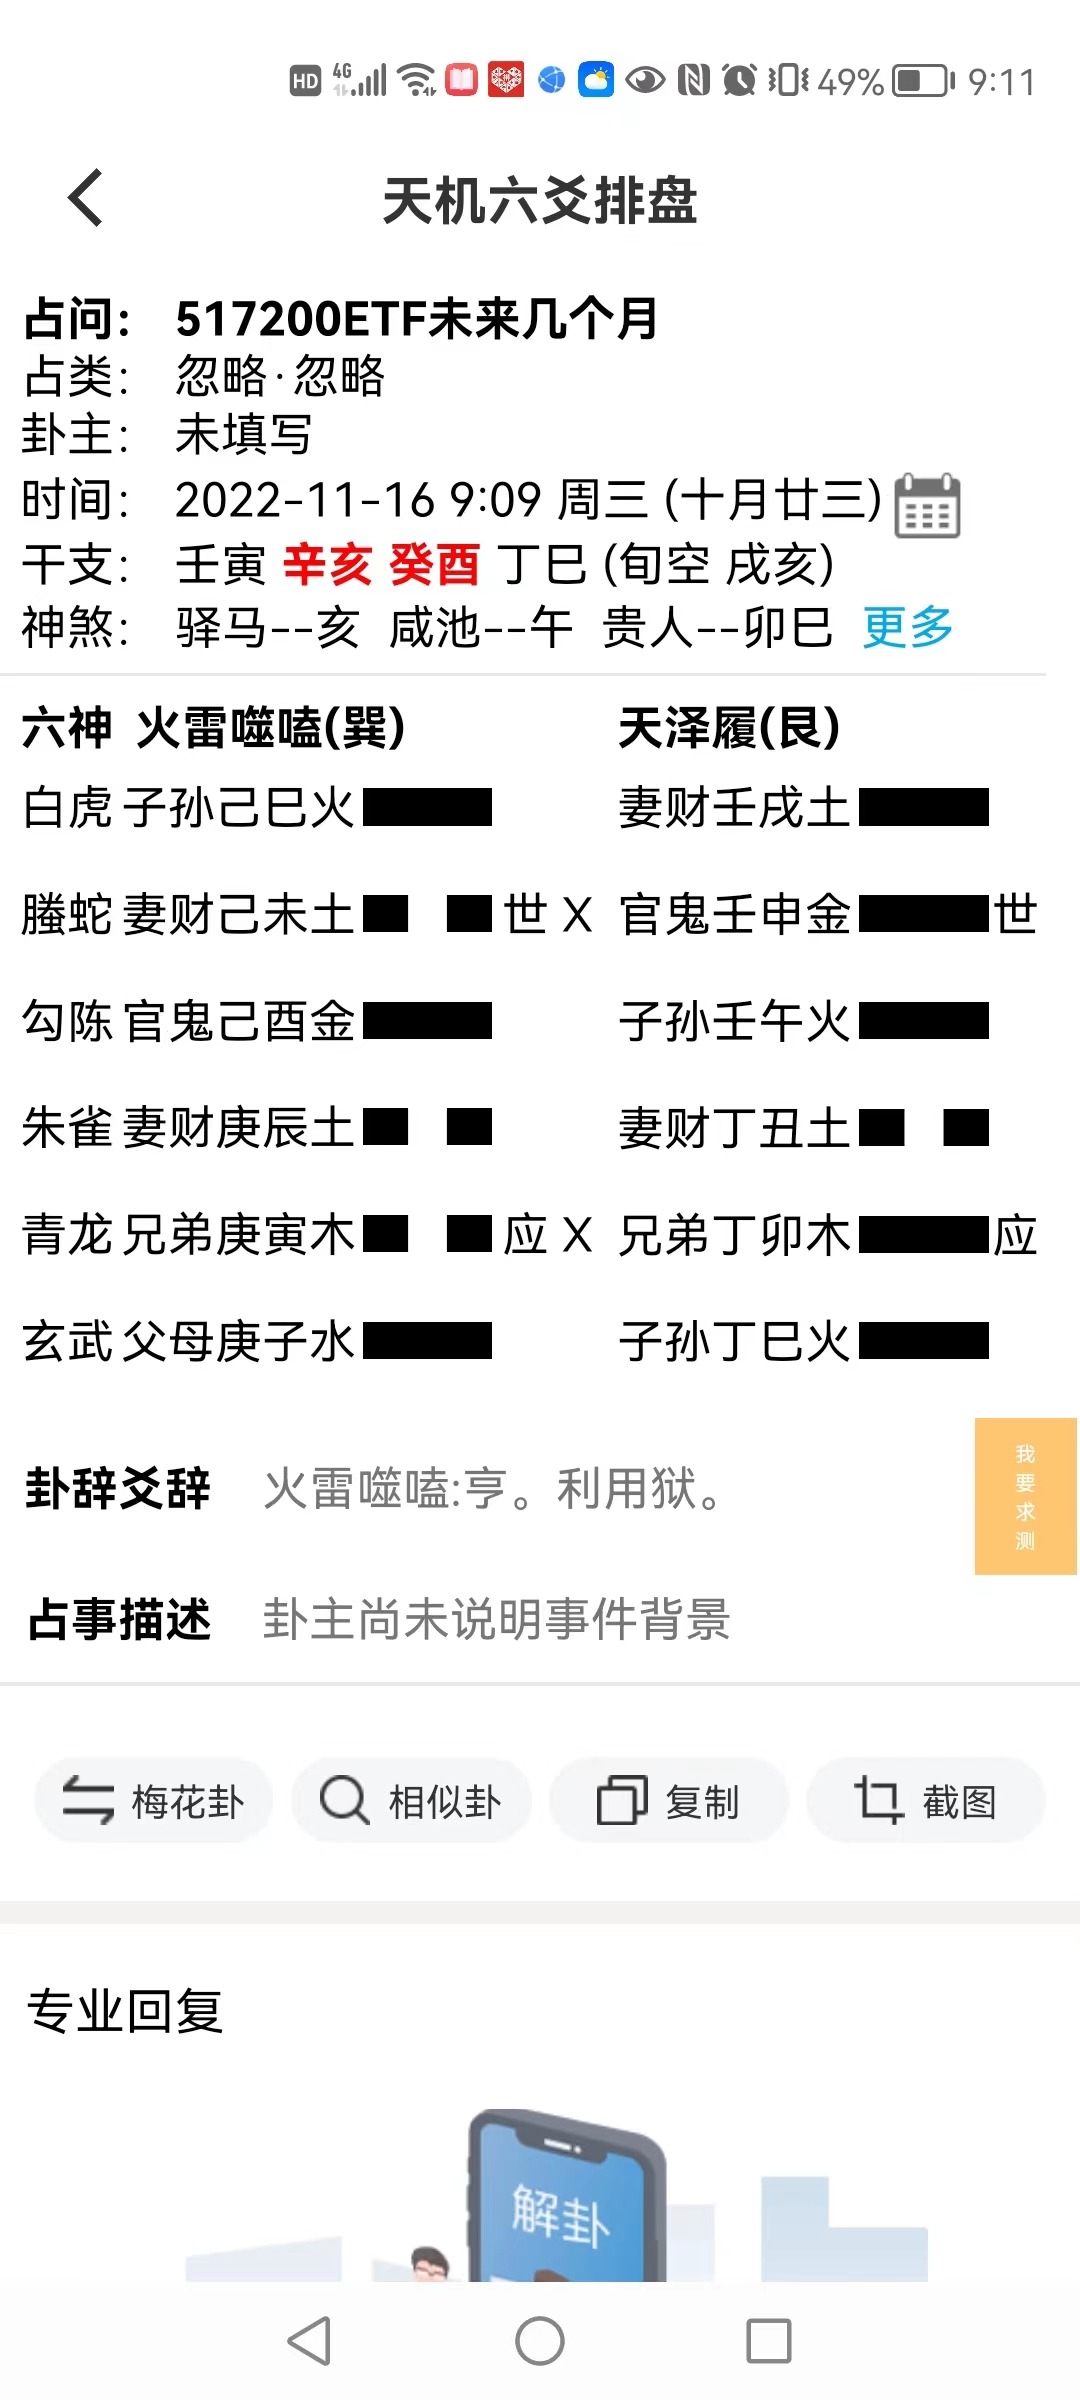 HD 4G 49% 9:11
天机六爻排盘
占问： 517200ETF未来几个月
占类： 忽略·忽略
卦主： 未填写
时间： 2022-11-16 9:09 周三 (十月廿三)
干支： 壬寅 辛亥 癸酉 丁巳 (旬空 戌亥)
神煞： 驿马--亥 咸池--午 贵人--卯巳 更多
六神 火雷噬嗑(巽) 天泽履(艮)
白虎 子孙己巳火 妻财壬戌土
螣蛇 妻财己未土 世 X 官鬼壬申金 世
勾陈 官鬼己酉金 子孙壬午火
朱雀 妻财庚辰土 妻财丁丑土
青龙 兄弟庚寅木 应 X 兄弟丁卯木 应
玄武 父母庚子水 子孙丁巳火
我要求测
卦辞爻辞 火雷噬嗑:亨。利用狱。
占事描述 卦主尚未说明事件背景
梅花卦 相似卦 复制 截图
专业回复
解卦